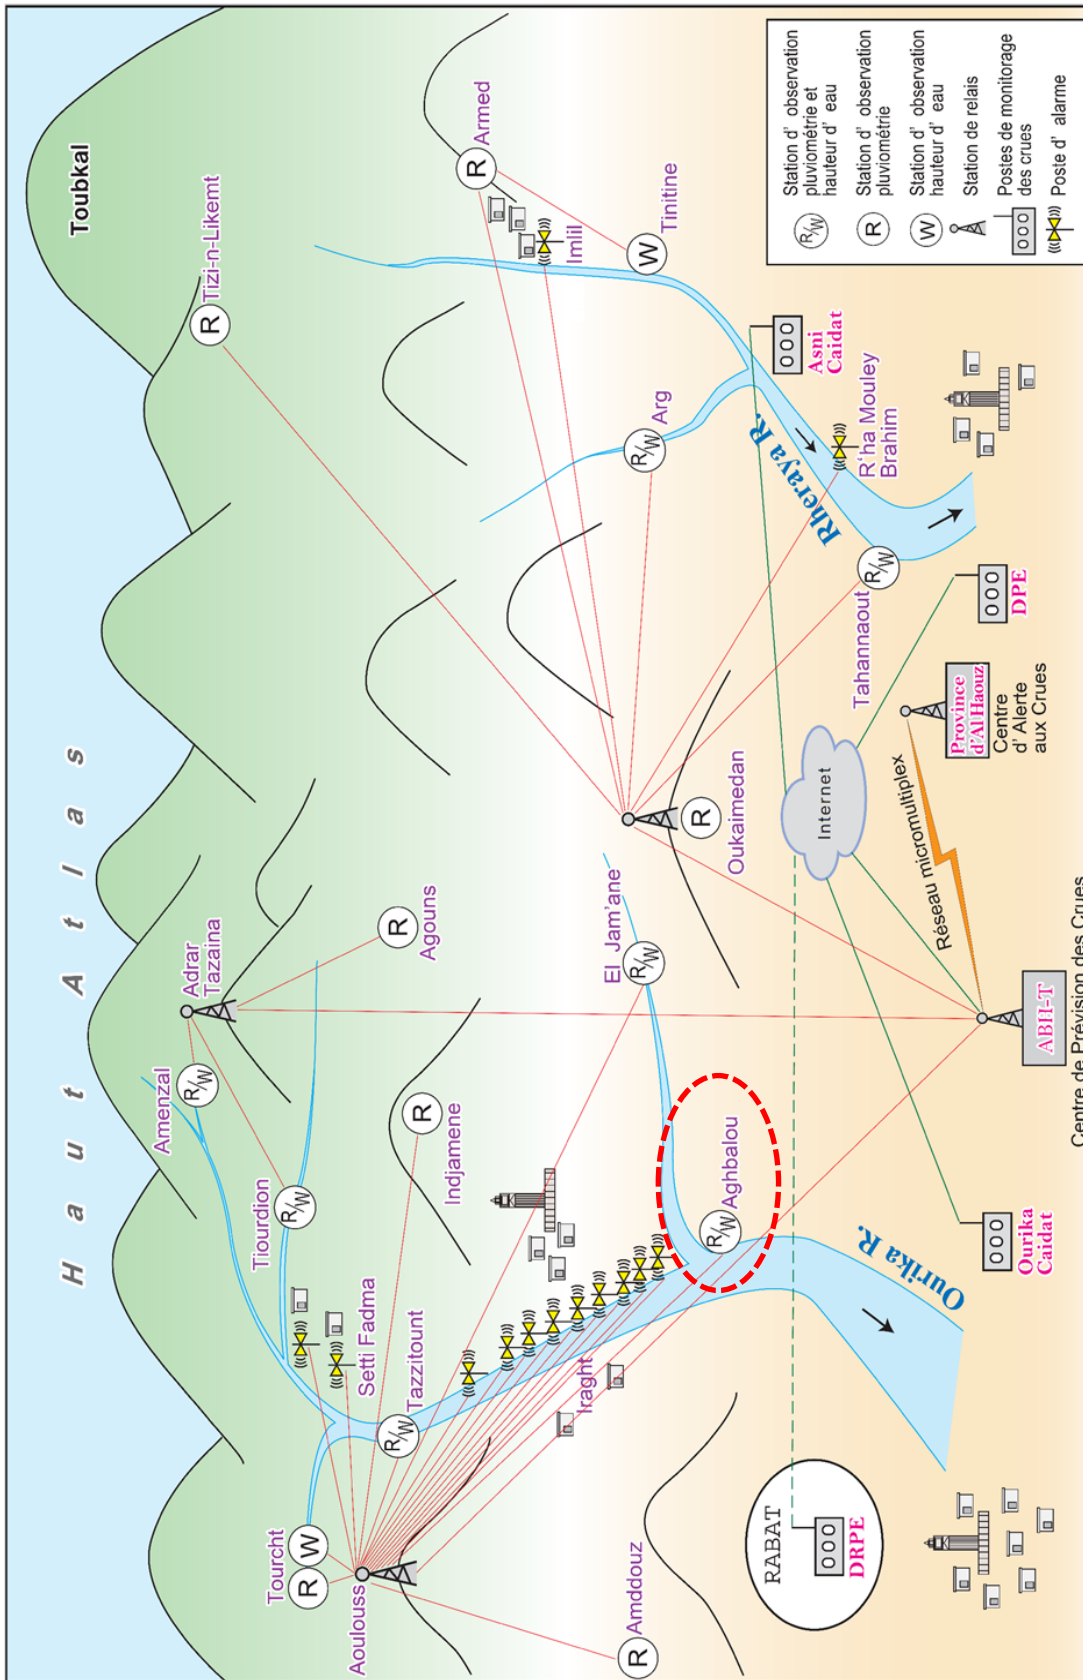 Haut Atlas
Toubkal
Tizi-n-Likemt
R
Armed
R
Imlil
Tinitine
W
Arg
R/W
Asni
Caidat
R'ha Mouley
Brahim
Rheraya R.
Tahannaout
R/W
DPE
Province
d'Al Haouz
Centre
d' Alerte
aux Crues
Réseau micromultiplex
Internet
Oukaimedan
R
El Jam'ane
R/W
Adrar
Tazaina
Agouns
R
Amenzal
R/W
Tiourdion
R/W
Indjamene
R
Setti Fadma
Tazzitount
R/W
Iraght
Aghbalou
R/W
Ourika R.
Tourcht
R
W
Aoulouss
Amddouz
R
RABAT
DRPE
Ourika
Caidat
ABH-T
Centre de Prévision des Crues
R/W
Station d' observation
pluviométrie et
hauteur d' eau
R
Station d' observation
pluviométrie
W
Station d' observation
hauteur d' eau
Station de relais
Postes de monitorage
des crues
Poste d' alarme